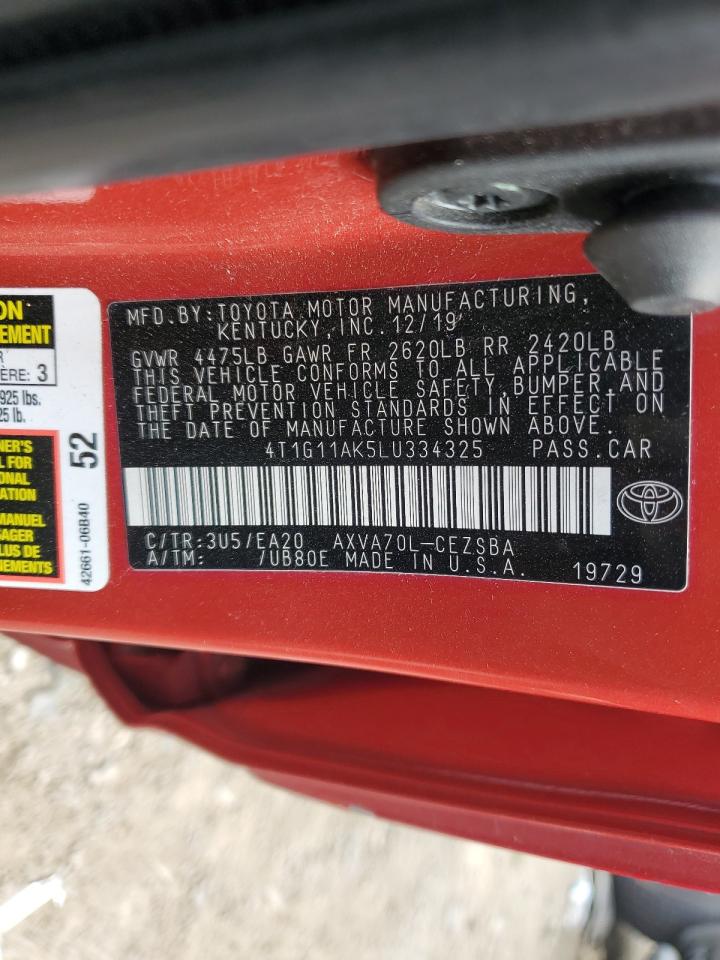 MFD.BY:TOYOTA MOTOR MANUFACTURING,
KENTUCKY,INC.12/19
GVWR 4475LB GAWR FR 2620LB RR 2420LB
THIS VEHICLE CONFORMS TO ALL APPLICABLE
FEDERAL MOTOR VEHICLE SAFETY,BUMPER,AND
THEFT PREVENTION STANDARDS IN EFFECT ON
THE DATE OF MANUFACTURE SHOWN ABOVE.
4T1G11AK5LU334325 PASS.CAR
C/TR:3U5/EA20 AXVA70L-CEZSBA
A/TM: /UB80E MADE IN U.S.A. 19729
ON
EMENT
R
ÈRE: 3
925 lbs.
25 lb.
NER'S
L FOR
ONAL
ATION
MANUEL
SAGER
PLUS DE
NEMENTS
52
42661-06B40